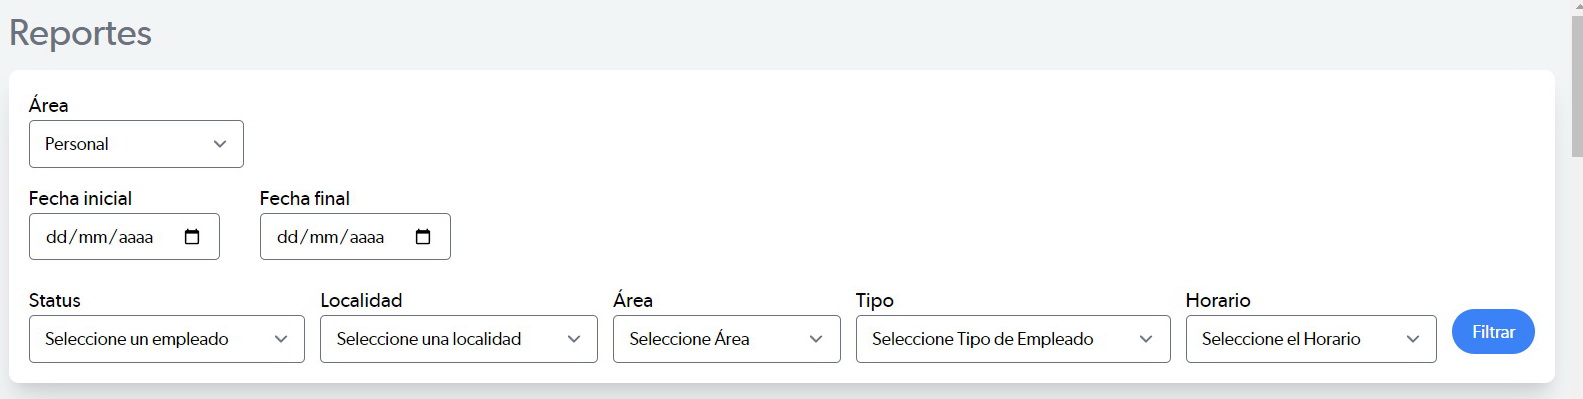 Reportes
Área
Personal
Fecha inicial Fecha final
dd/mm/aaaa dd/mm/aaaa
Status Localidad Área Tipo Horario
Seleccione un empleado Seleccione una localidad Seleccione Área Seleccione Tipo de Empleado Seleccione el Horario Filtrar